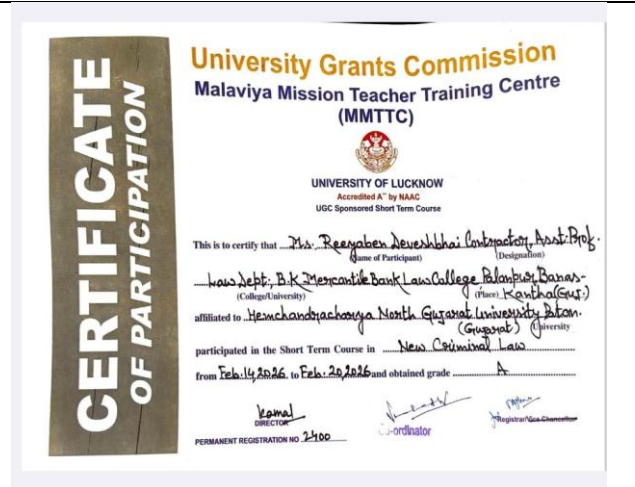 CERTIFICATE
OF PARTICIPATION
University Grants Commission
Malaviya Mission Teacher Training Centre
(MMTTC)
UNIVERSITY OF LUCKNOW
Accredited A++ by NAAC
UGC Sponsored Short Term Course
This is to certify that Ms. Reezaben Deveshbhai Contractor, Asst. Prof.
(Name of Participant) (Designation)
Law Dept., B.K Mercantile Bank Law College Palanpur, Banas-
(College/University) (Place) Kantha(Guj.)
affiliated to Hemchandracharya North Gujarat University Patan.
(Gujarat) University
participated in the Short Term Course in New Criminal Law
from Feb. 14, 2026 to Feb. 20, 2026 and obtained grade A
Kamal
DIRECTOR
Co-ordinator
Registrar/Vice Chancellor
PERMANENT REGISTRATION NO 2400